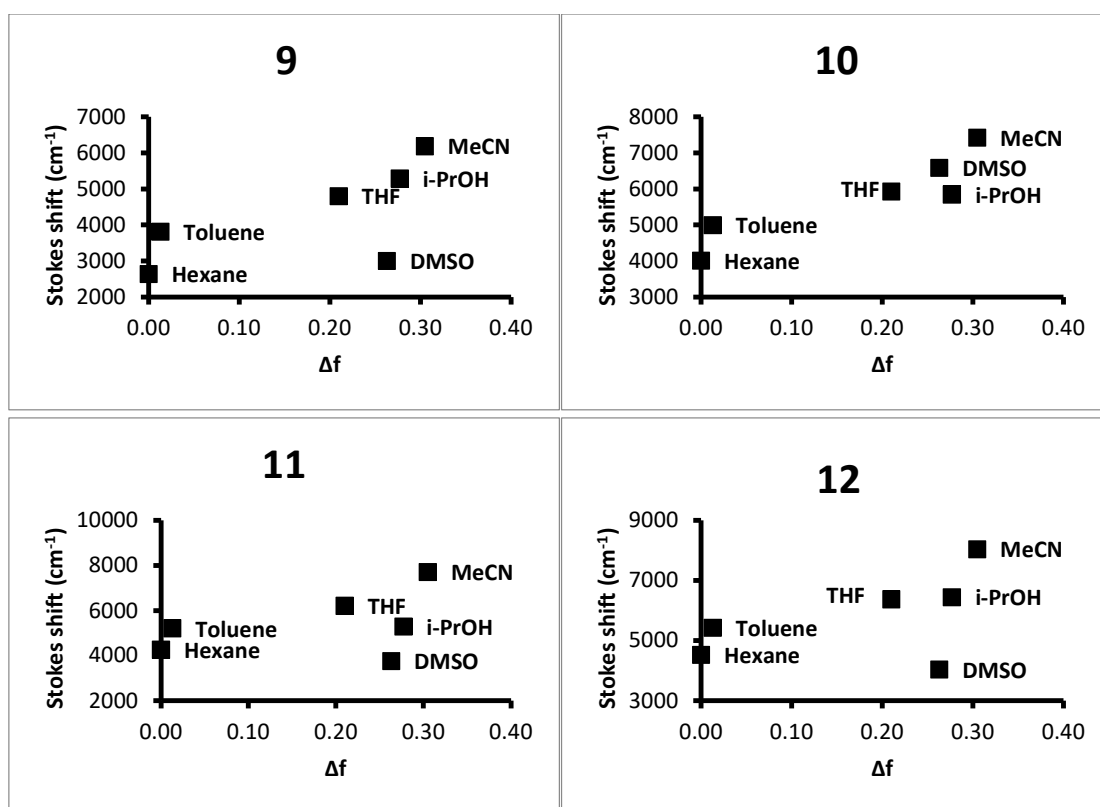 9
Stokes shift (cm-1)
7000
6000
5000
4000
3000
2000
MeCN
i-PrOH
THF
Toluene
DMSO
Hexane
0.00 0.10 0.20 0.30 0.40
Δf
10
Stokes shift (cm-1)
8000
7000
6000
5000
4000
3000
MeCN
DMSO
THF
i-PrOH
Toluene
Hexane
0.00 0.10 0.20 0.30 0.40
Δf
11
Stokes shift (cm-1)
10000
8000
6000
4000
2000
MeCN
THF
i-PrOH
Toluene
Hexane
DMSO
0.00 0.10 0.20 0.30 0.40
Δf
12
Stokes shift (cm-1)
9000
7000
5000
3000
MeCN
THF
i-PrOH
Toluene
Hexane
DMSO
0.00 0.10 0.20 0.30 0.40
Δf